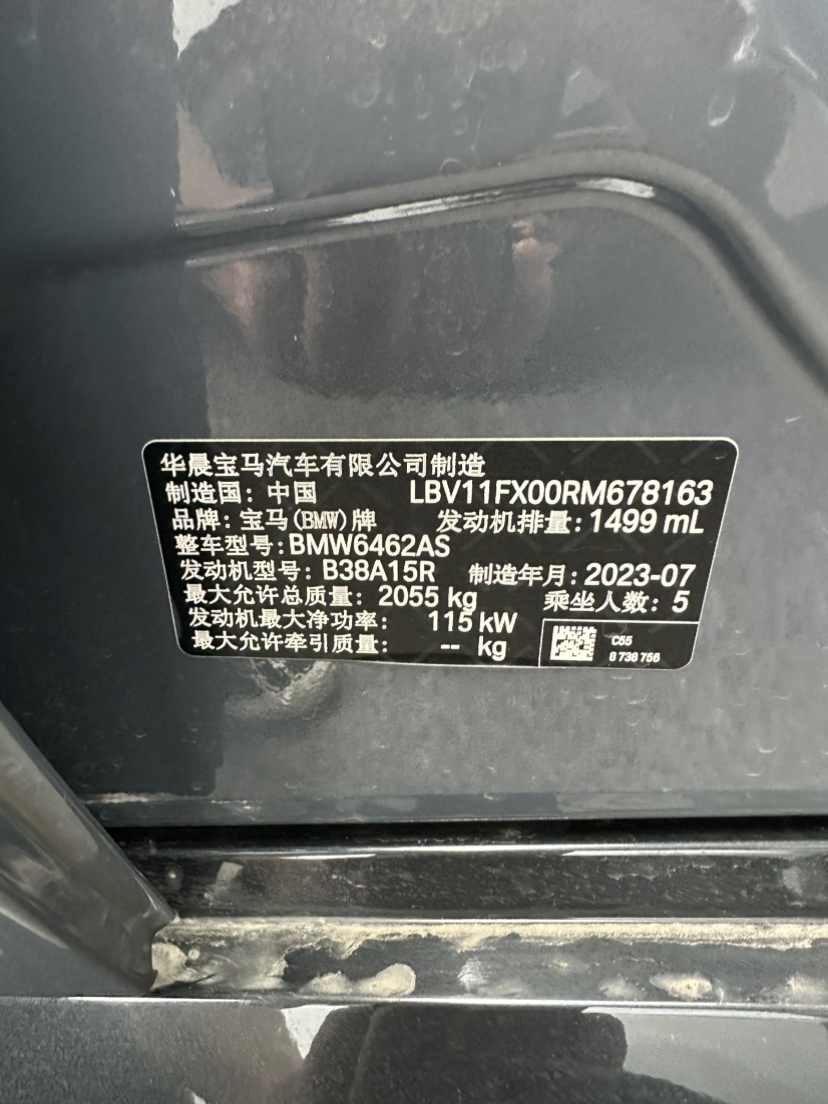 华晨宝马汽车有限公司制造
制造国：中国 LBV11FX00RM678163
品牌：宝马(BMW)牌 发动机排量：1499 mL
整车型号：BMW6462AS
发动机型号：B38A15R 制造年月：2023-07
最大允许总质量：2055 kg 乘坐人数：5
发动机最大净功率：115 kW
最大允许牵引质量：-- kg
C55
8 738 756